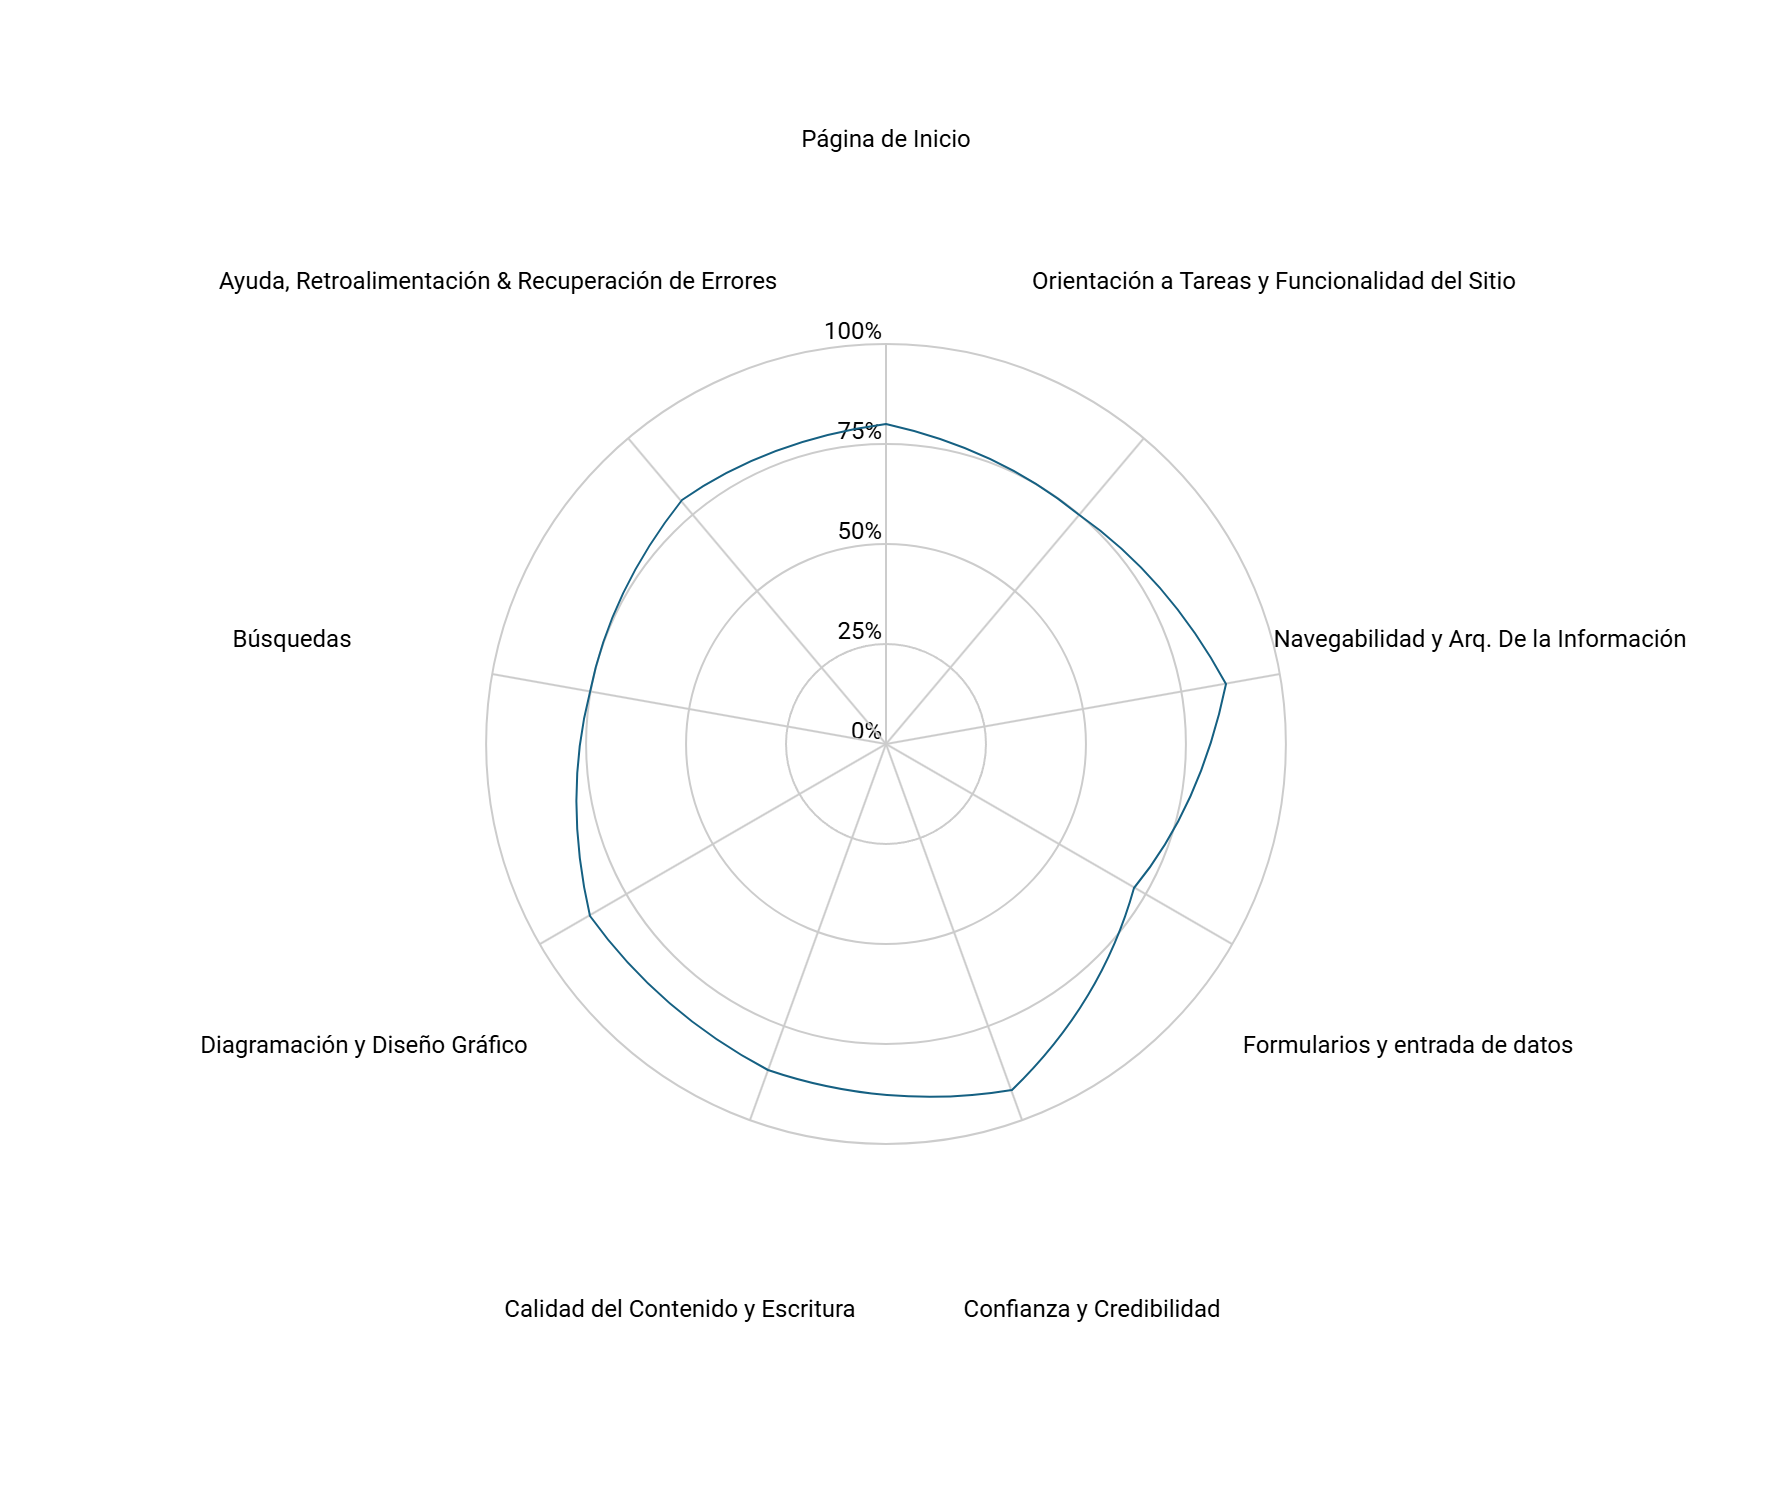 Página de Inicio
Ayuda, Retroalimentación & Recuperación de Errores
Orientación a Tareas y Funcionalidad del Sitio
100%
75%
50%
25%
0%
Búsquedas
Navegabilidad y Arq. De la Información
Diagramación y Diseño Gráfico
Formularios y entrada de datos
Calidad del Contenido y Escritura
Confianza y Credibilidad